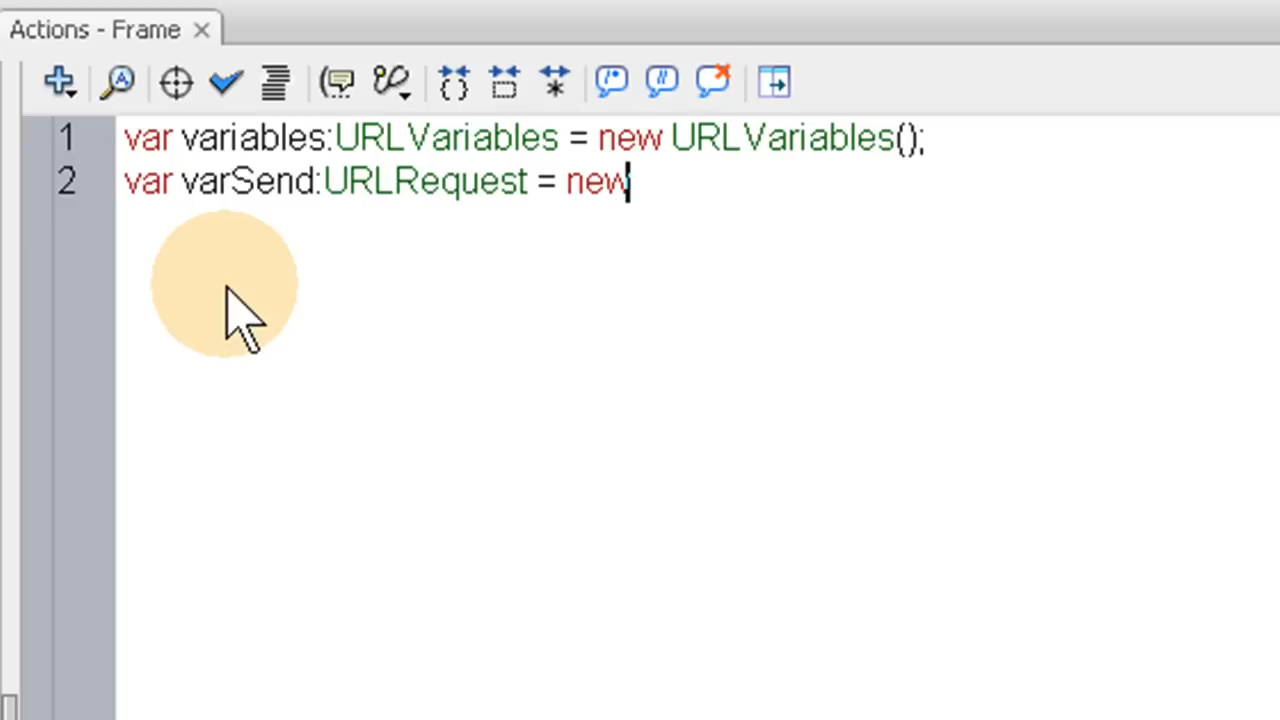 Actions - Frame
1 var variables:URLVariables = new URLVariables();
2 var varSend:URLRequest = new